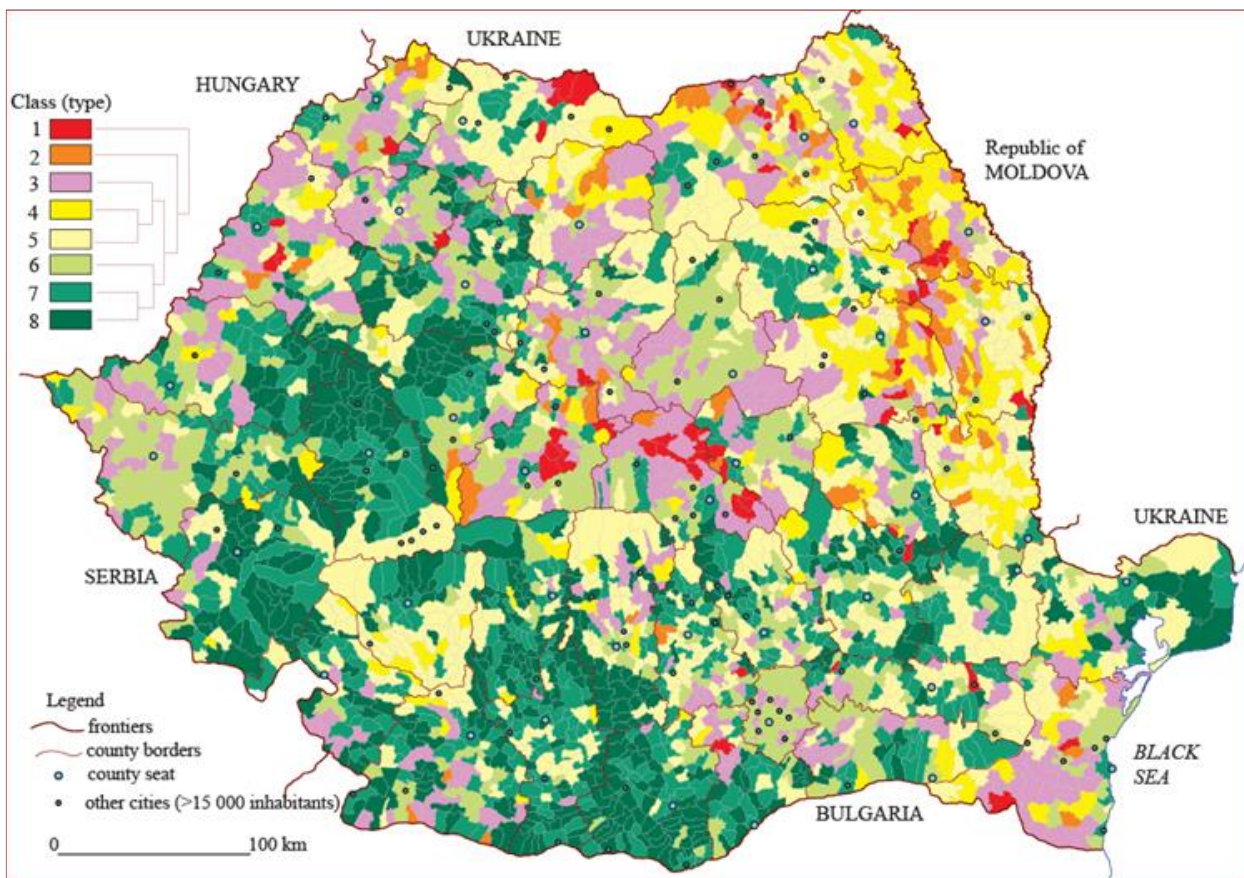 UKRAINE
HUNGARY
Class (type)
1
2
3
4
5
6
7
8
Republic of
MOLDOVA
UKRAINE
SERBIA
Legend
frontiers
county borders
county seat
other cities (>15 000 inhabitants)
0 100 km
BLACK
SEA
BULGARIA